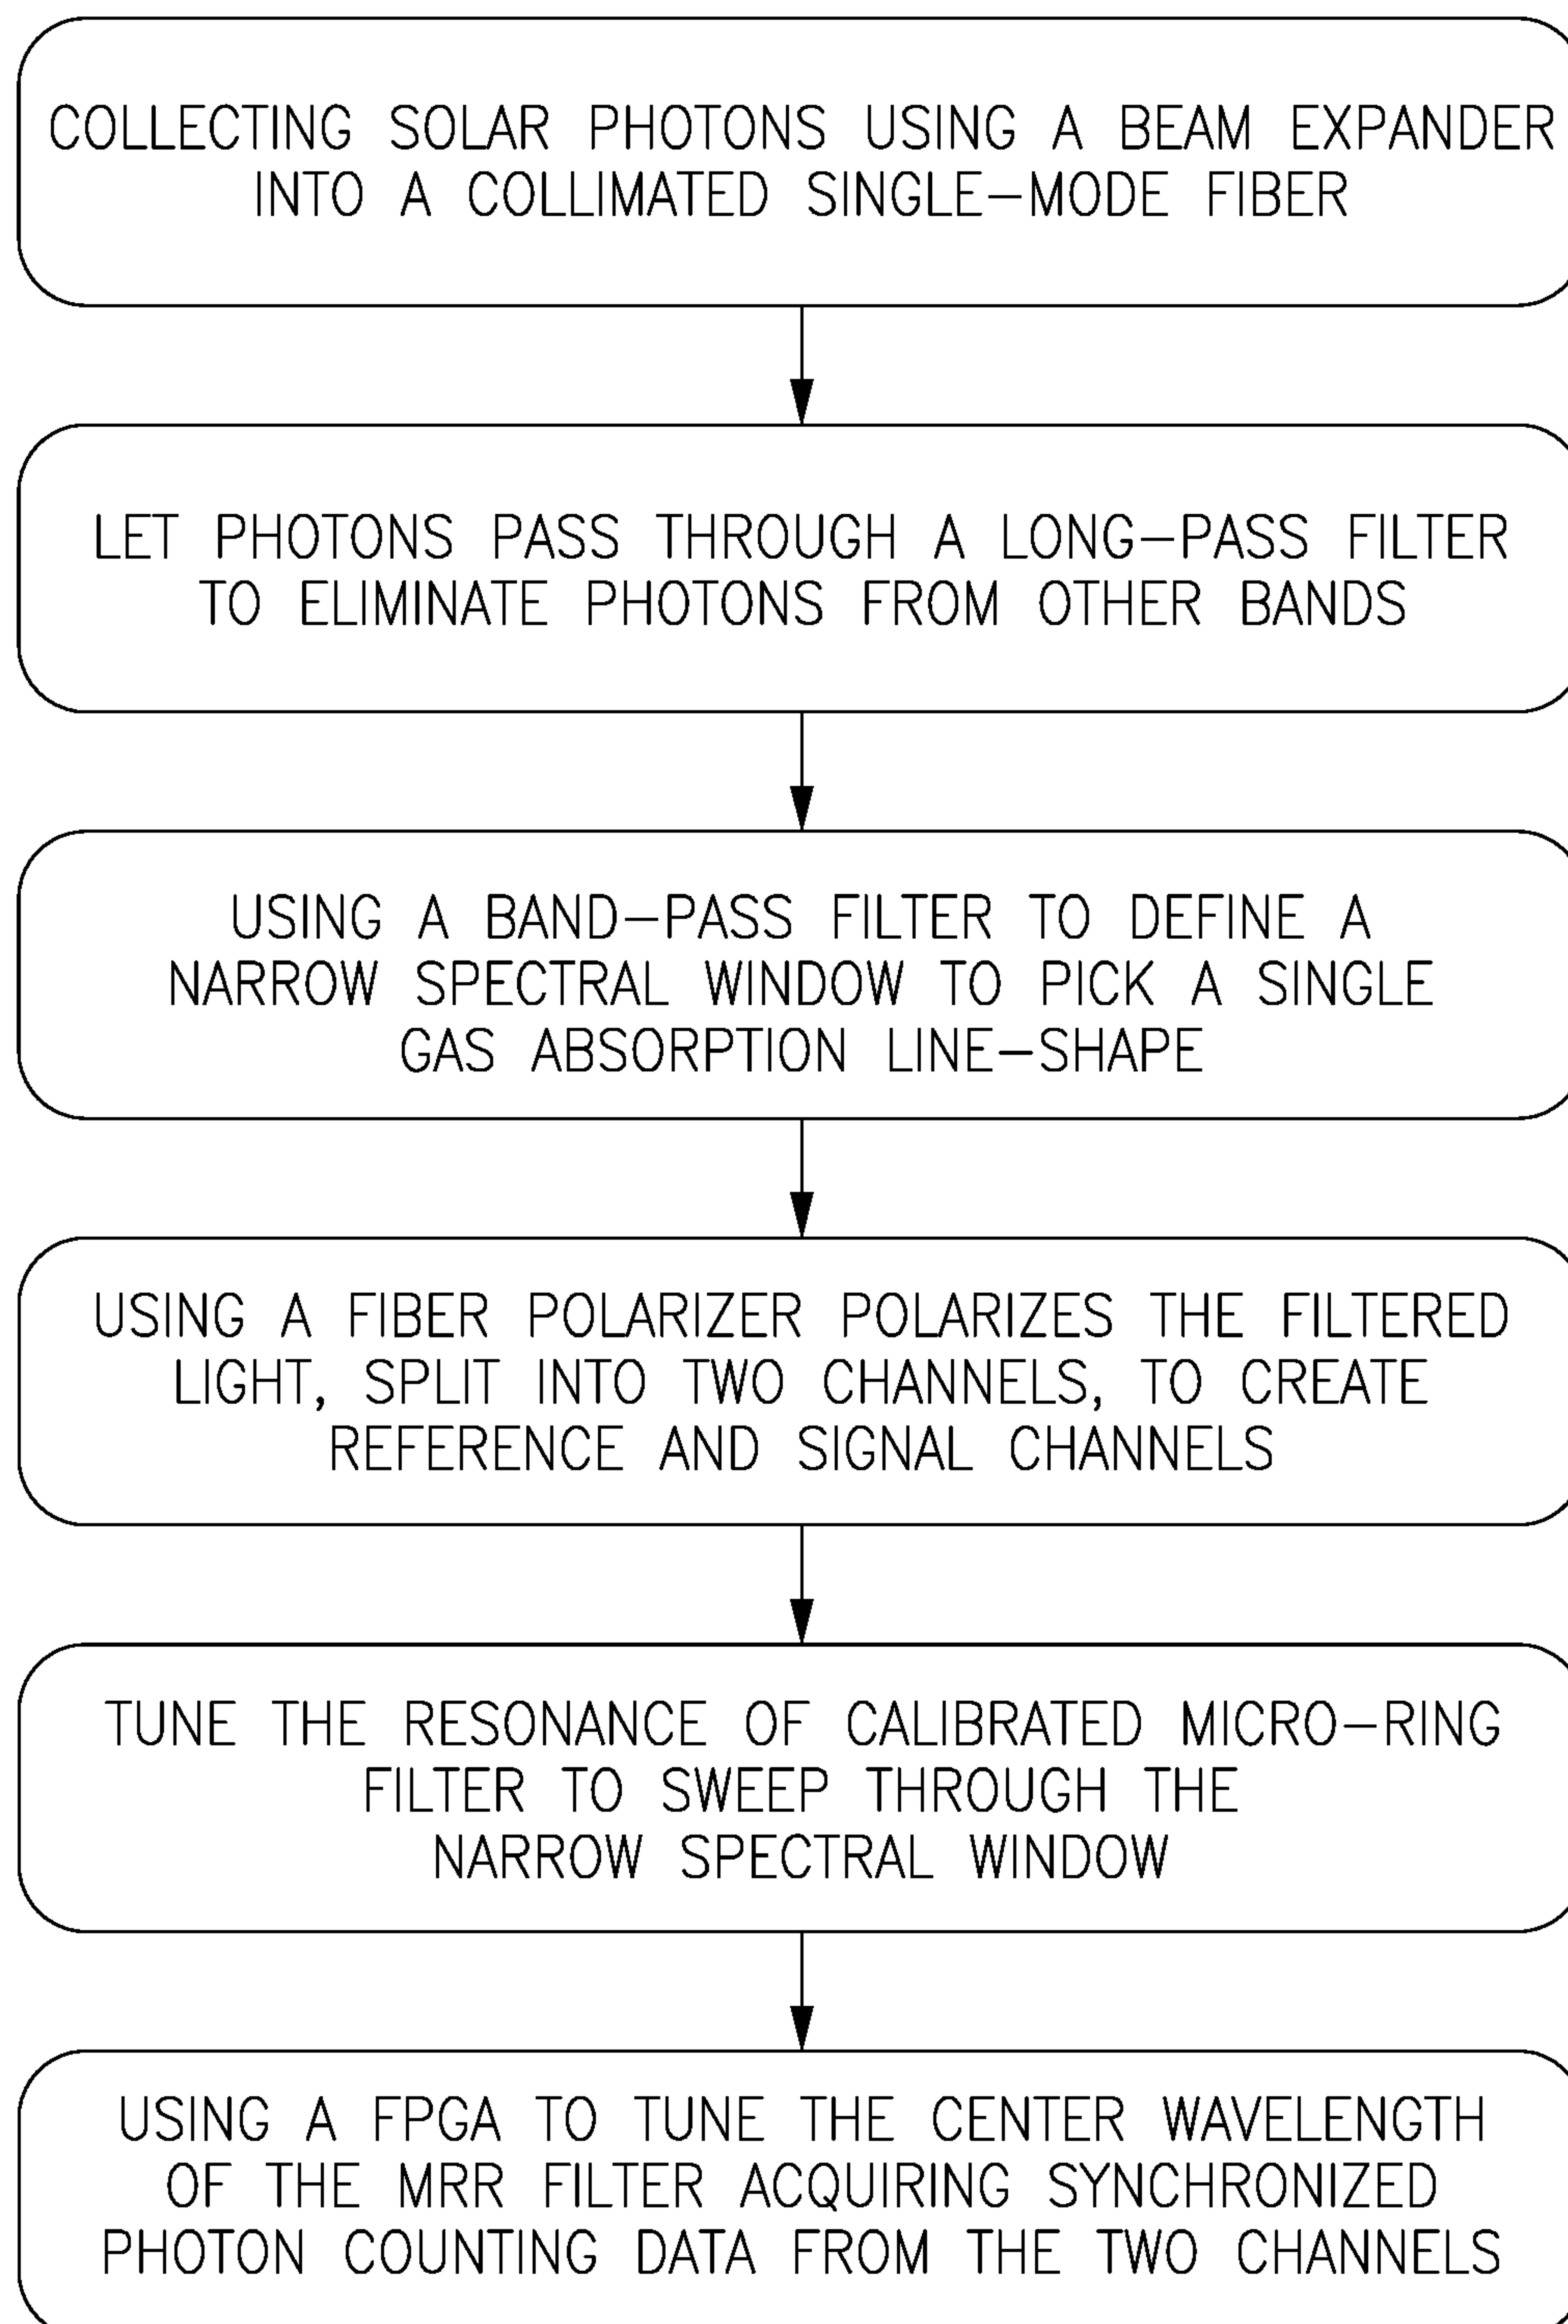 COLLECTING SOLAR PHOTONS USING A BEAM EXPANDER
INTO A COLLIMATED SINGLE-MODE FIBER
LET PHOTONS PASS THROUGH A LONG-PASS FILTER
TO ELIMINATE PHOTONS FROM OTHER BANDS
USING A BAND-PASS FILTER TO DEFINE A
NARROW SPECTRAL WINDOW TO PICK A SINGLE
GAS ABSORPTION LINE-SHAPE
USING A FIBER POLARIZER POLARIZES THE FILTERED
LIGHT, SPLIT INTO TWO CHANNELS, TO CREATE
REFERENCE AND SIGNAL CHANNELS
TUNE THE RESONANCE OF CALIBRATED MICRO-RING
FILTER TO SWEEP THROUGH THE
NARROW SPECTRAL WINDOW
USING A FPGA TO TUNE THE CENTER WAVELENGTH
OF THE MRR FILTER ACQUIRING SYNCHRONIZED
PHOTON COUNTING DATA FROM THE TWO CHANNELS